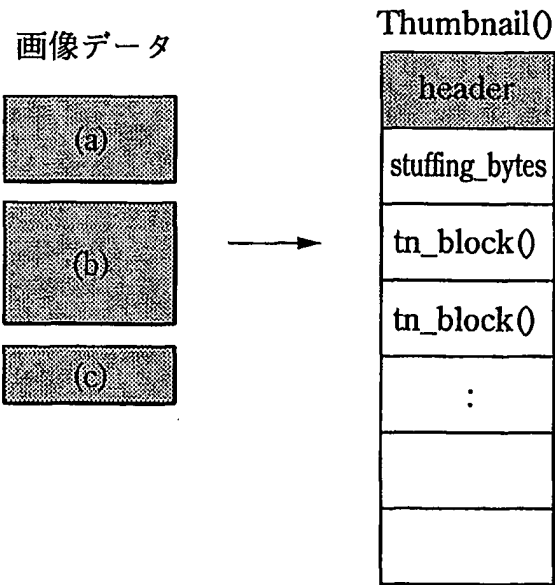 画像データ
(a)
(b)
(c)
Thumbnail()
header
stuffing_bytes
tn_block()
tn_block()
: